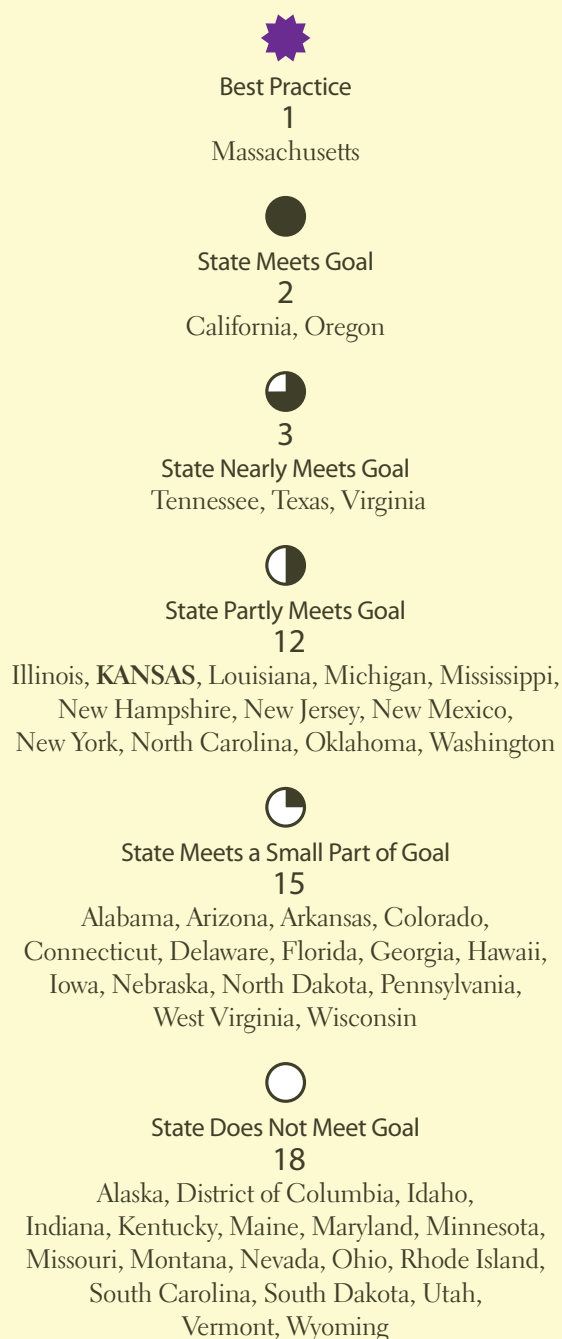 Best Practice
1
Massachusetts
State Meets Goal
2
California, Oregon
3
State Nearly Meets Goal
Tennessee, Texas, Virginia
State Partly Meets Goal
12
Illinois, KANSAS, Louisiana, Michigan, Mississippi,
New Hampshire, New Jersey, New Mexico,
New York, North Carolina, Oklahoma, Washington
State Meets a Small Part of Goal
15
Alabama, Arizona, Arkansas, Colorado,
Connecticut, Delaware, Florida, Georgia, Hawaii,
Iowa, Nebraska, North Dakota, Pennsylvania,
West Virginia, Wisconsin
State Does Not Meet Goal
18
Alaska, District of Columbia, Idaho,
Indiana, Kentucky, Maine, Maryland, Minnesota,
Missouri, Montana, Nevada, Ohio, Rhode Island,
South Carolina, South Dakota, Utah,
Vermont, Wyoming